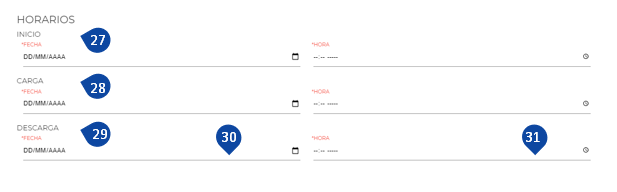 HORARIOS
INICIO
27
*FECHA *HORA
DD/MM/AAAA --:-- -----
CARGA
28
*FECHA *HORA
DD/MM/AAAA --:-- -----
DESCARGA
29 30 31
*FECHA *HORA
DD/MM/AAAA --:-- -----